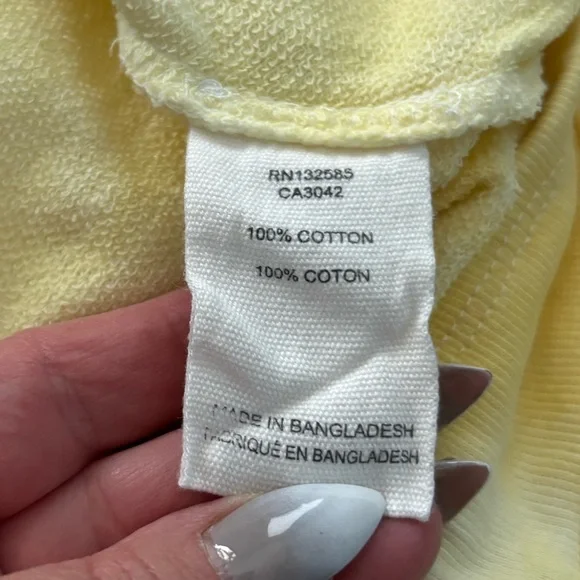 RN132585
CA3042
100% COTTON
100% COTON
MADE IN BANGLADESH
FABRIQUÉ EN BANGLADESH